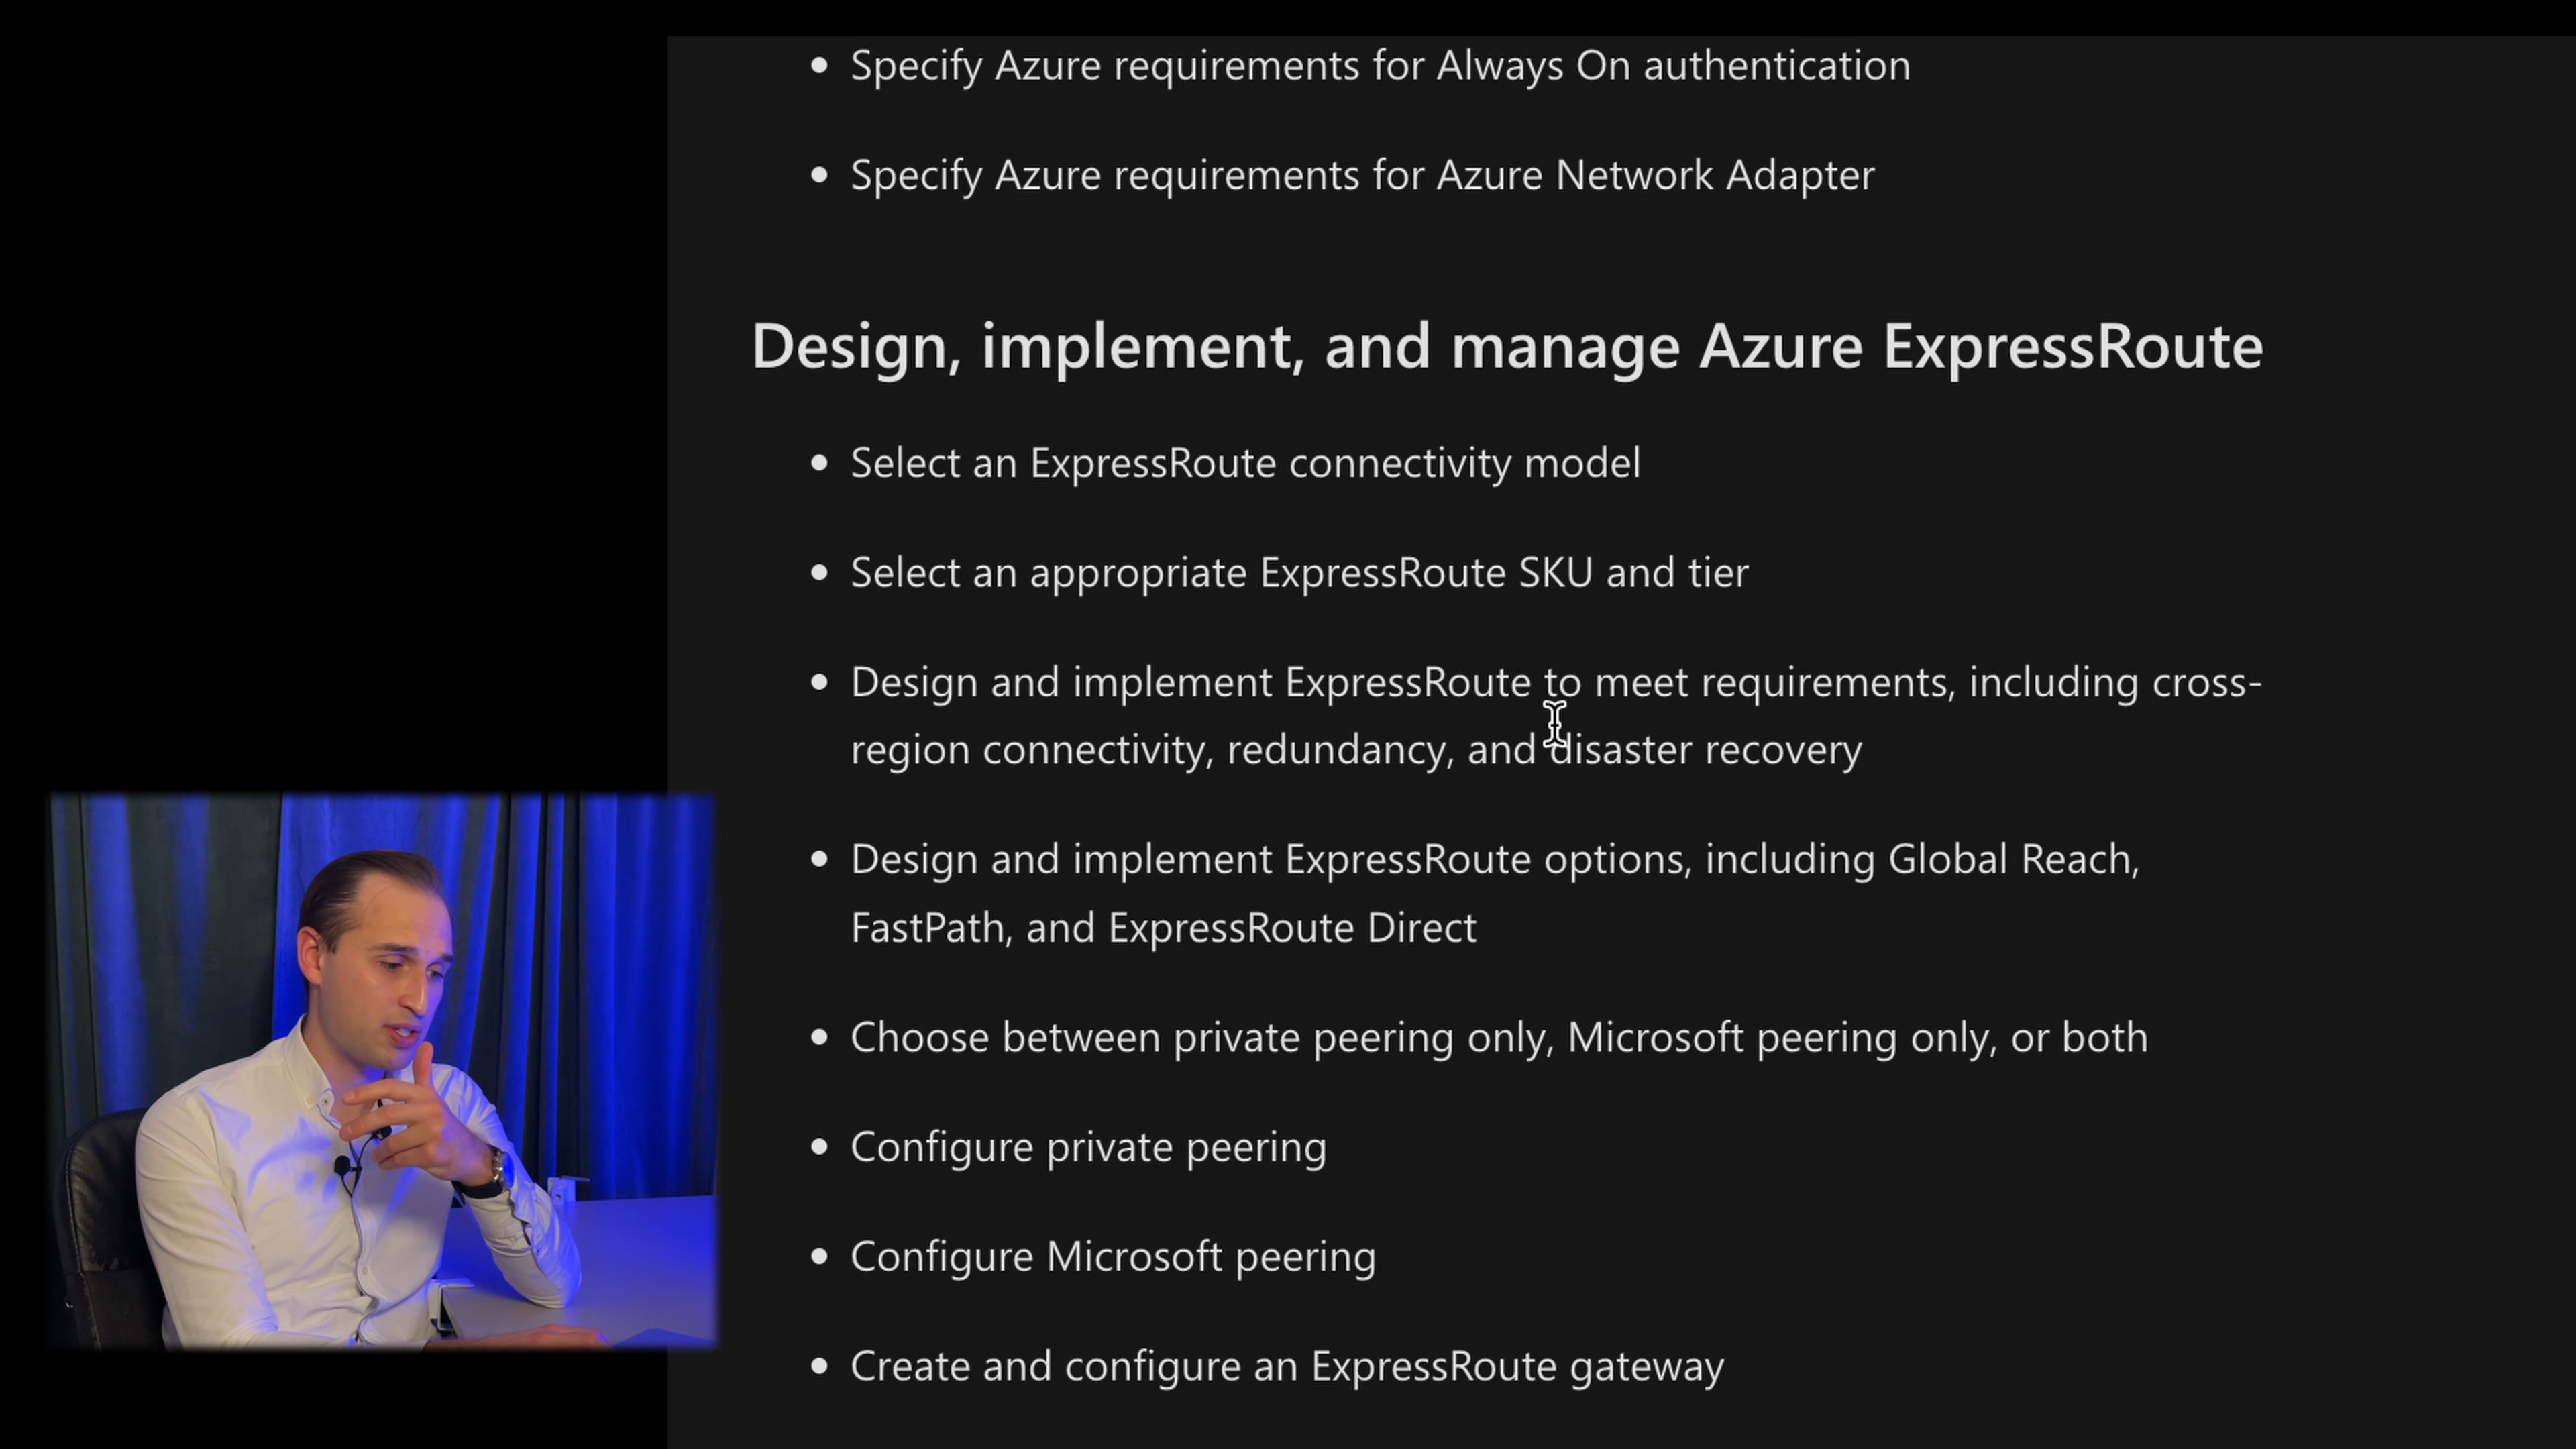 Specify Azure requirements for Always On authentication
Specify Azure requirements for Azure Network Adapter
Design, implement, and manage Azure ExpressRoute
Select an ExpressRoute connectivity model
Select an appropriate ExpressRoute SKU and tier
Design and implement ExpressRoute to meet requirements, including cross-
region connectivity, redundancy, and disaster recovery
Design and implement ExpressRoute options, including Global Reach,
FastPath, and ExpressRoute Direct
Choose between private peering only, Microsoft peering only, or both
Configure private peering
Configure Microsoft peering
Create and configure an ExpressRoute gateway